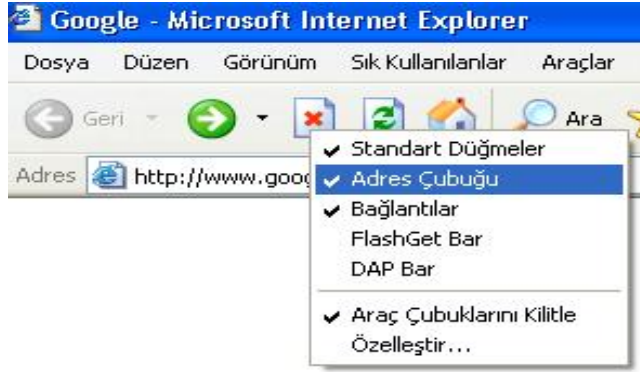 Google - Microsoft Internet Explorer
Dosya Düzen Görünüm Sık Kullanılanlar Araçlar
Geri Ara
Adres http://www.goog
Standart Düğmeler
Adres Çubuğu
Bağlantılar
FlashGet Bar
DAP Bar
Araç Çubuklarını Kilitle
Özelleştir...